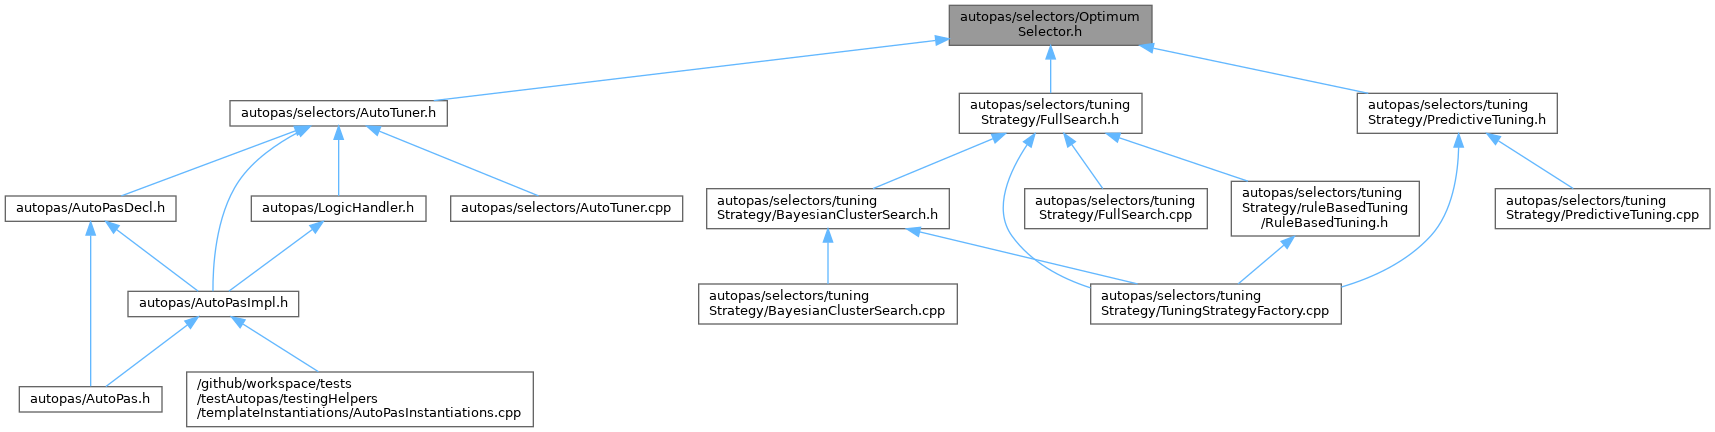 autopas/selectors/Optimum
Selector.h
autopas/selectors/AutoTuner.h
autopas/selectors/tuning
Strategy/FullSearch.h
autopas/selectors/tuning
Strategy/PredictiveTuning.h
autopas/AutoPasDecl.h
autopas/LogicHandler.h
autopas/selectors/AutoTuner.cpp
autopas/selectors/tuning
Strategy/BayesianClusterSearch.h
autopas/selectors/tuning
Strategy/FullSearch.cpp
autopas/selectors/tuning
Strategy/ruleBasedTuning
/RuleBasedTuning.h
autopas/selectors/tuning
Strategy/PredictiveTuning.cpp
autopas/AutoPasImpl.h
autopas/selectors/tuning
Strategy/BayesianClusterSearch.cpp
autopas/selectors/tuning
Strategy/TuningStrategyFactory.cpp
autopas/AutoPas.h
/github/workspace/tests
/testAutopas/testingHelpers
/templateInstantiations/AutoPasInstantiations.cpp